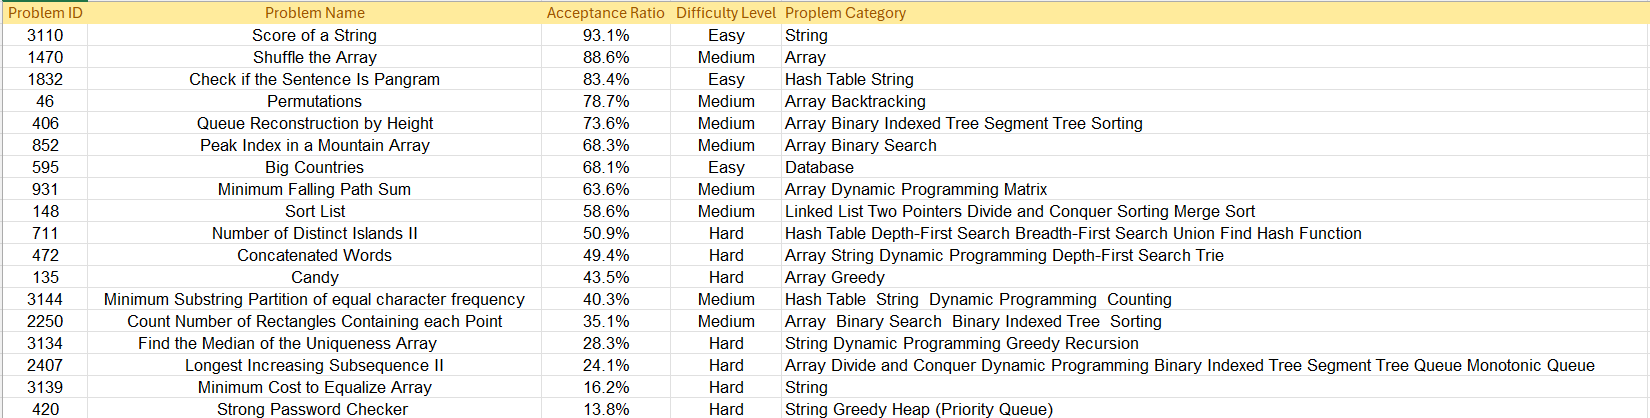 Problem ID Problem Name Acceptance Ratio Difficulty Level Proplem Category
3110 Score of a String 93.1% Easy String
1470 Shuffle the Array 88.6% Medium Array
1832 Check if the Sentence Is Pangram 83.4% Easy Hash Table String
46 Permutations 78.7% Medium Array Backtracking
406 Queue Reconstruction by Height 73.6% Medium Array Binary Indexed Tree Segment Tree Sorting
852 Peak Index in a Mountain Array 68.3% Medium Array Binary Search
595 Big Countries 68.1% Easy Database
931 Minimum Falling Path Sum 63.6% Medium Array Dynamic Programming Matrix
148 Sort List 58.6% Medium Linked List Two Pointers Divide and Conquer Sorting Merge Sort
711 Number of Distinct Islands II 50.9% Hard Hash Table Depth-First Search Breadth-First Search Union Find Hash Function
472 Concatenated Words 49.4% Hard Array String Dynamic Programming Depth-First Search Trie
135 Candy 43.5% Hard Array Greedy
3144 Minimum Substring Partition of equal character frequency 40.3% Medium Hash Table String Dynamic Programming Counting
2250 Count Number of Rectangles Containing each Point 35.1% Medium Array Binary Search Binary Indexed Tree Sorting
3134 Find the Median of the Uniqueness Array 28.3% Hard String Dynamic Programming Greedy Recursion
2407 Longest Increasing Subsequence II 24.1% Hard Array Divide and Conquer Dynamic Programming Binary Indexed Tree Segment Tree Queue Monotonic Queue
3139 Minimum Cost to Equalize Array 16.2% Hard String
420 Strong Password Checker 13.8% Hard String Greedy Heap (Priority Queue)